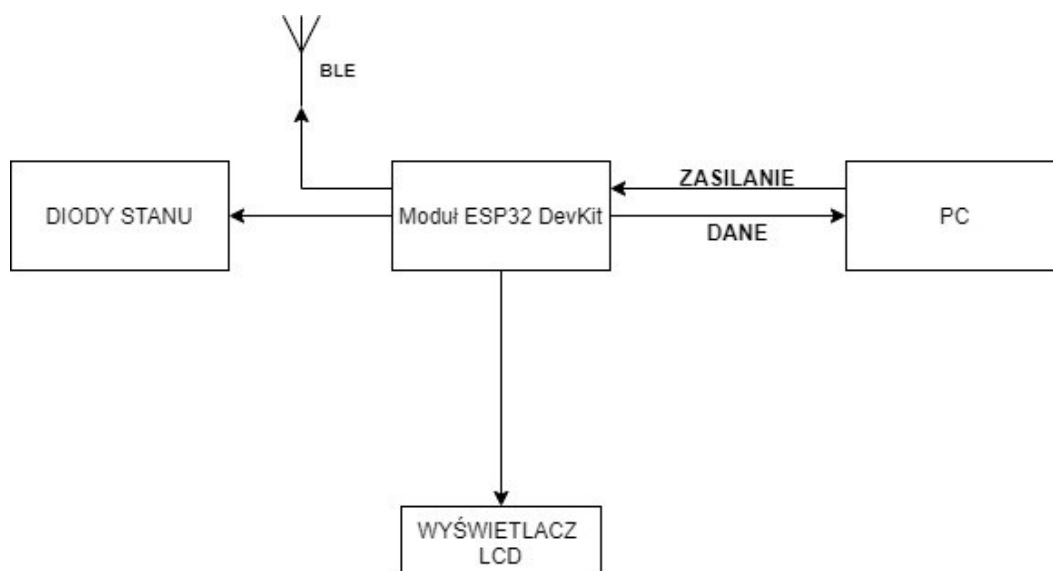 BLE
DIODY STANU
Moduł ESP32 DevKit
ZASILANIE
DANE
PC
WYŚWIETLACZ
LCD